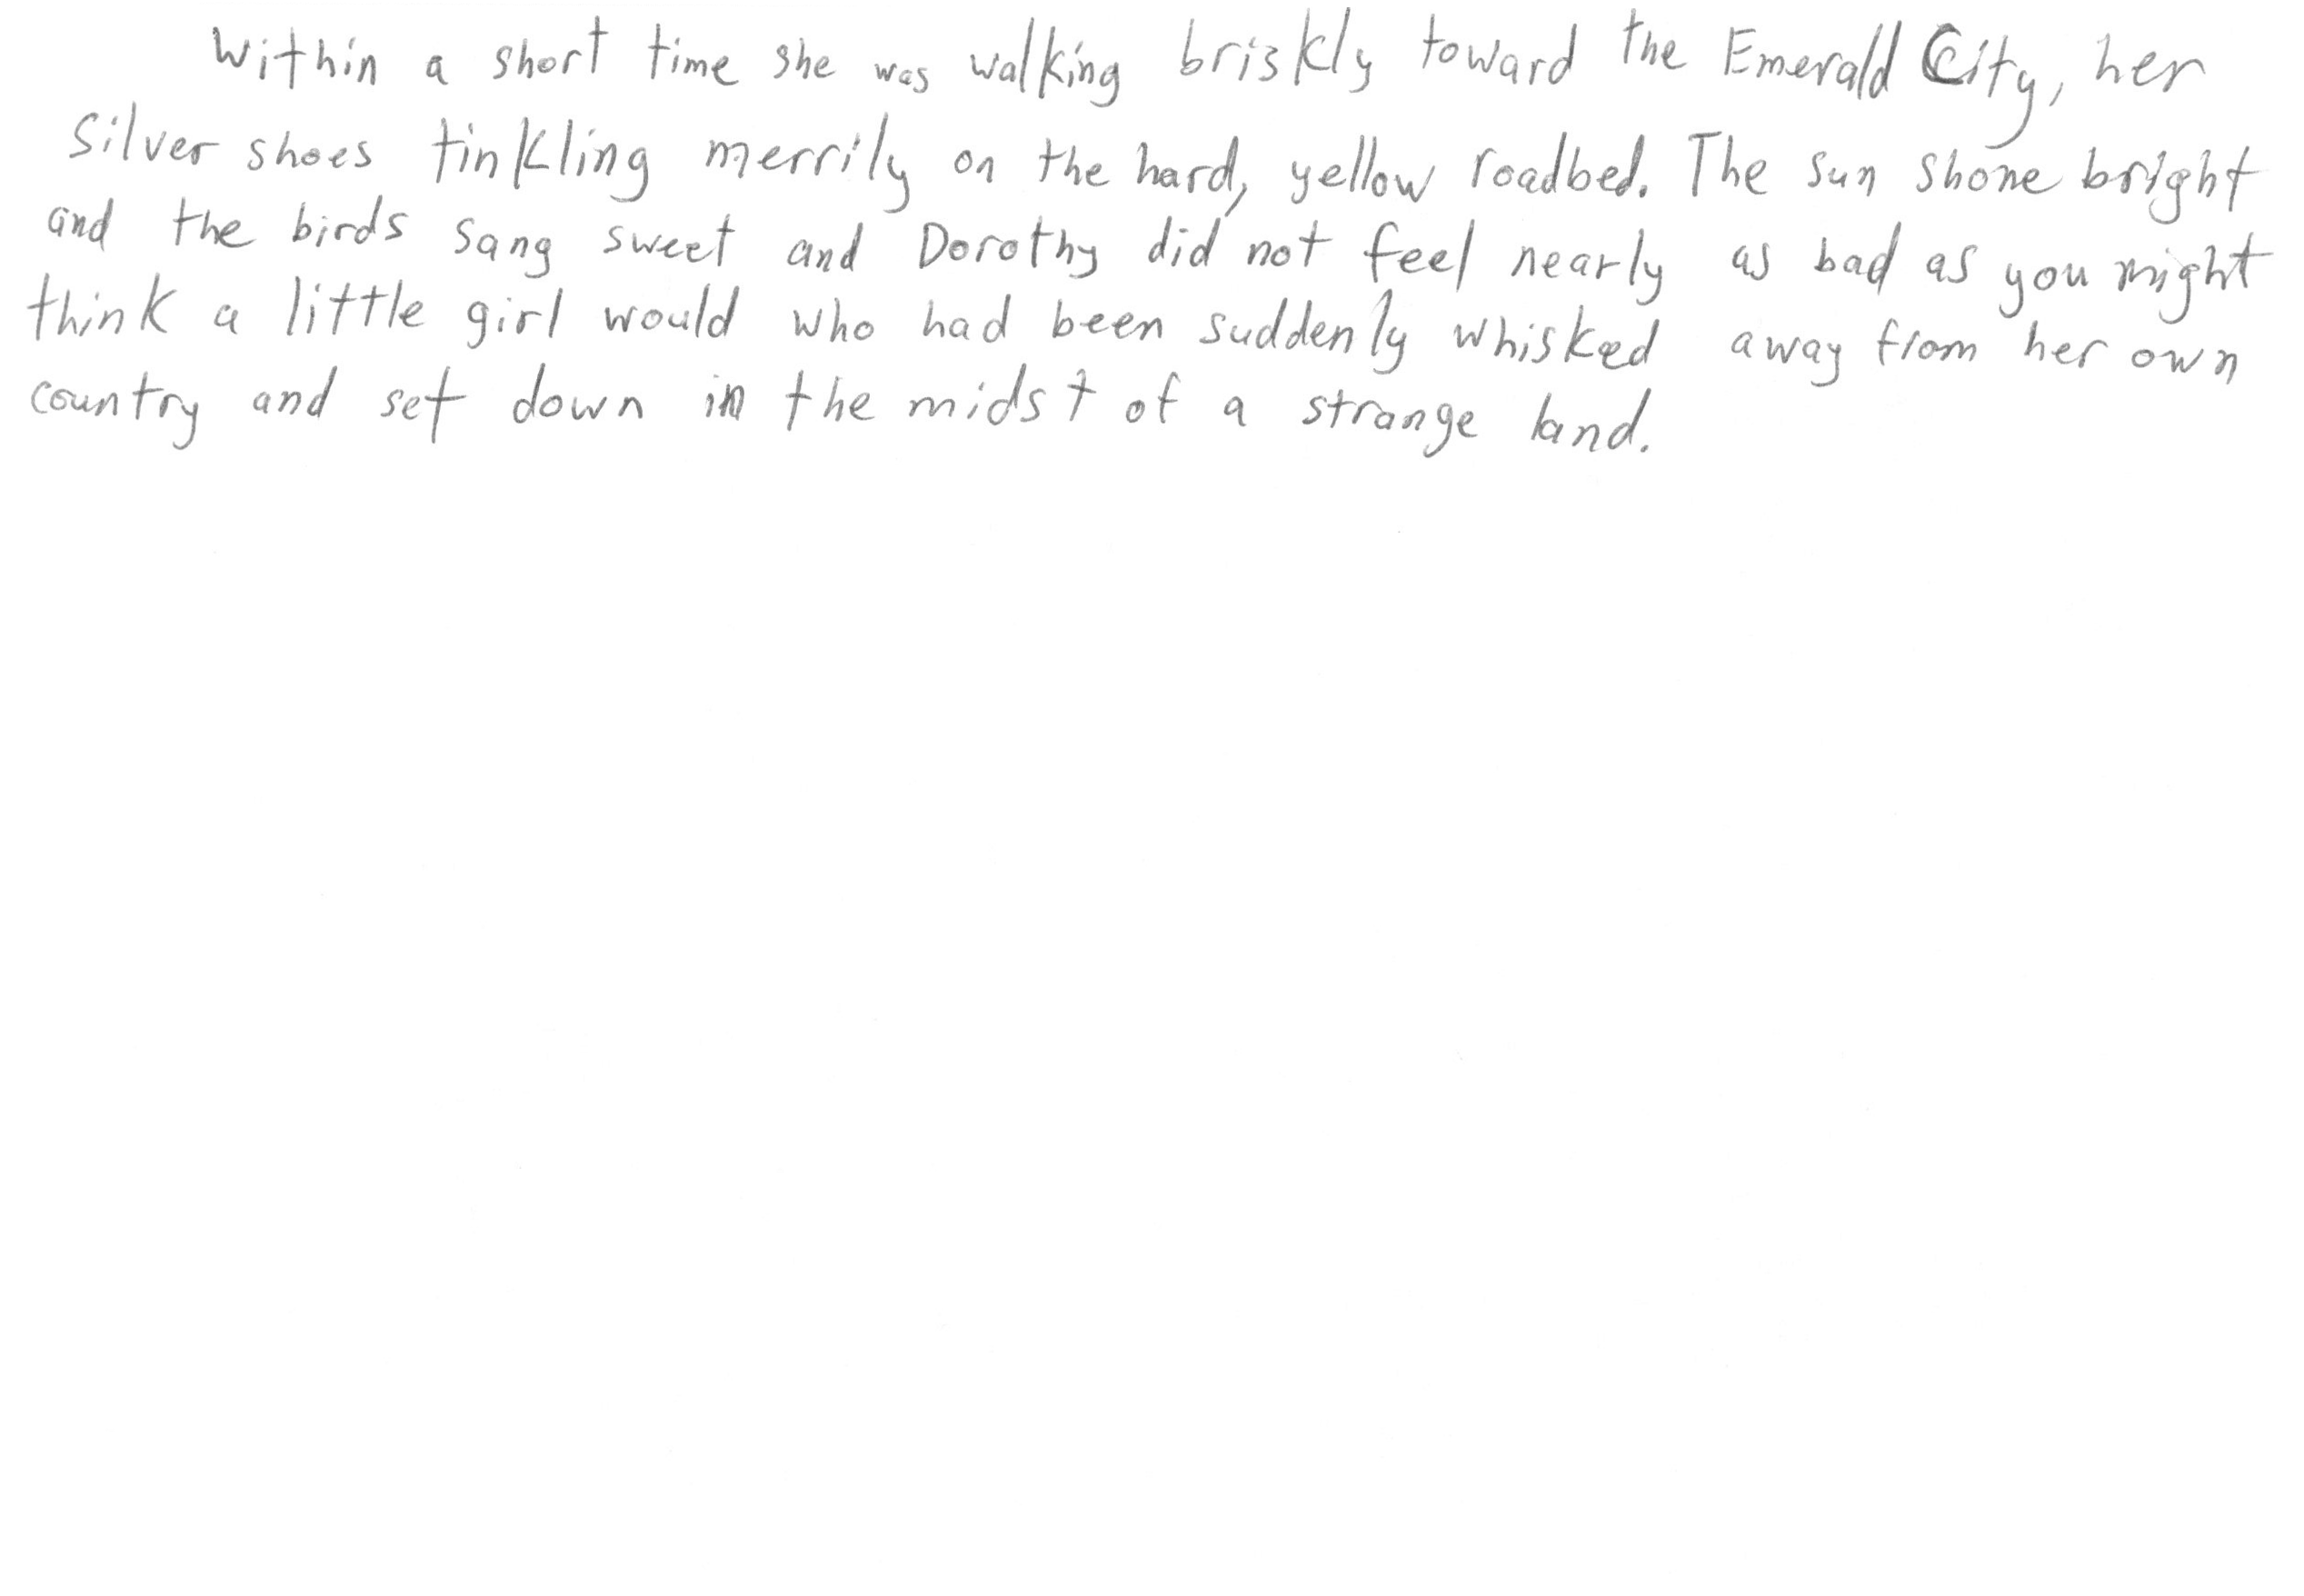 Within a short time she was walking briskly toward the Emerald City, her
Silver shoes tinkling merrily on the hard, yellow roadbed. The sun shone bright
and the birds sang sweet and Dorothy did not feel nearly as bad as you might
think a little girl would who had been suddenly whisked away from her own
country and set down in the midst of a strange land.